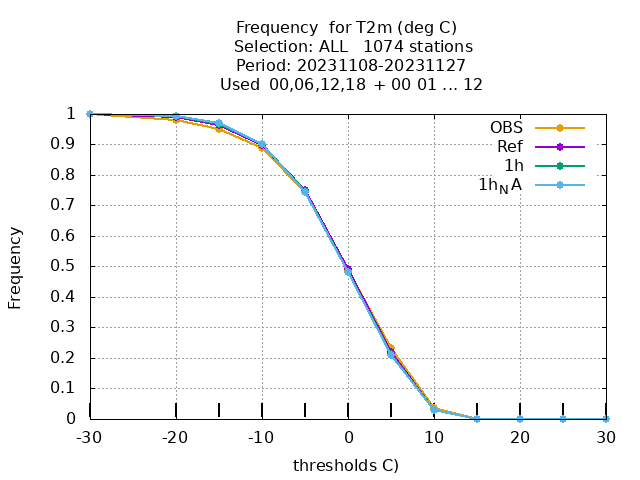 Frequency  for T2m (deg C)
Selection: ALL   1074 stations
Period: 20231108-20231127
Used  00,06,12,18  + 00 01 ... 12
OBS
Ref
1h
1h_NA
Frequency
1
0.9
0.8
0.7
0.6
0.5
0.4
0.3
0.2
0.1
0
-30 -20 -10 0 10 20 30
thresholds C)